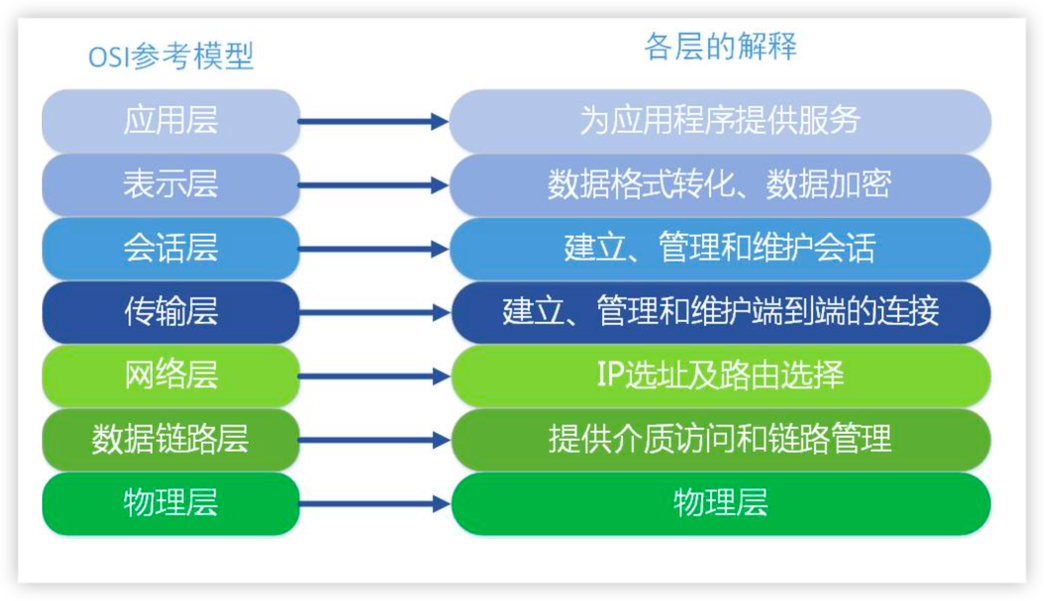 OSI参考模型
各层的解释
应用层
为应用程序提供服务
表示层
数据格式转化、数据加密
会话层
建立、管理和维护会话
传输层
建立、管理和维护端到端的连接
网络层
IP选址及路由选择
数据链路层
提供介质访问和链路管理
物理层
物理层